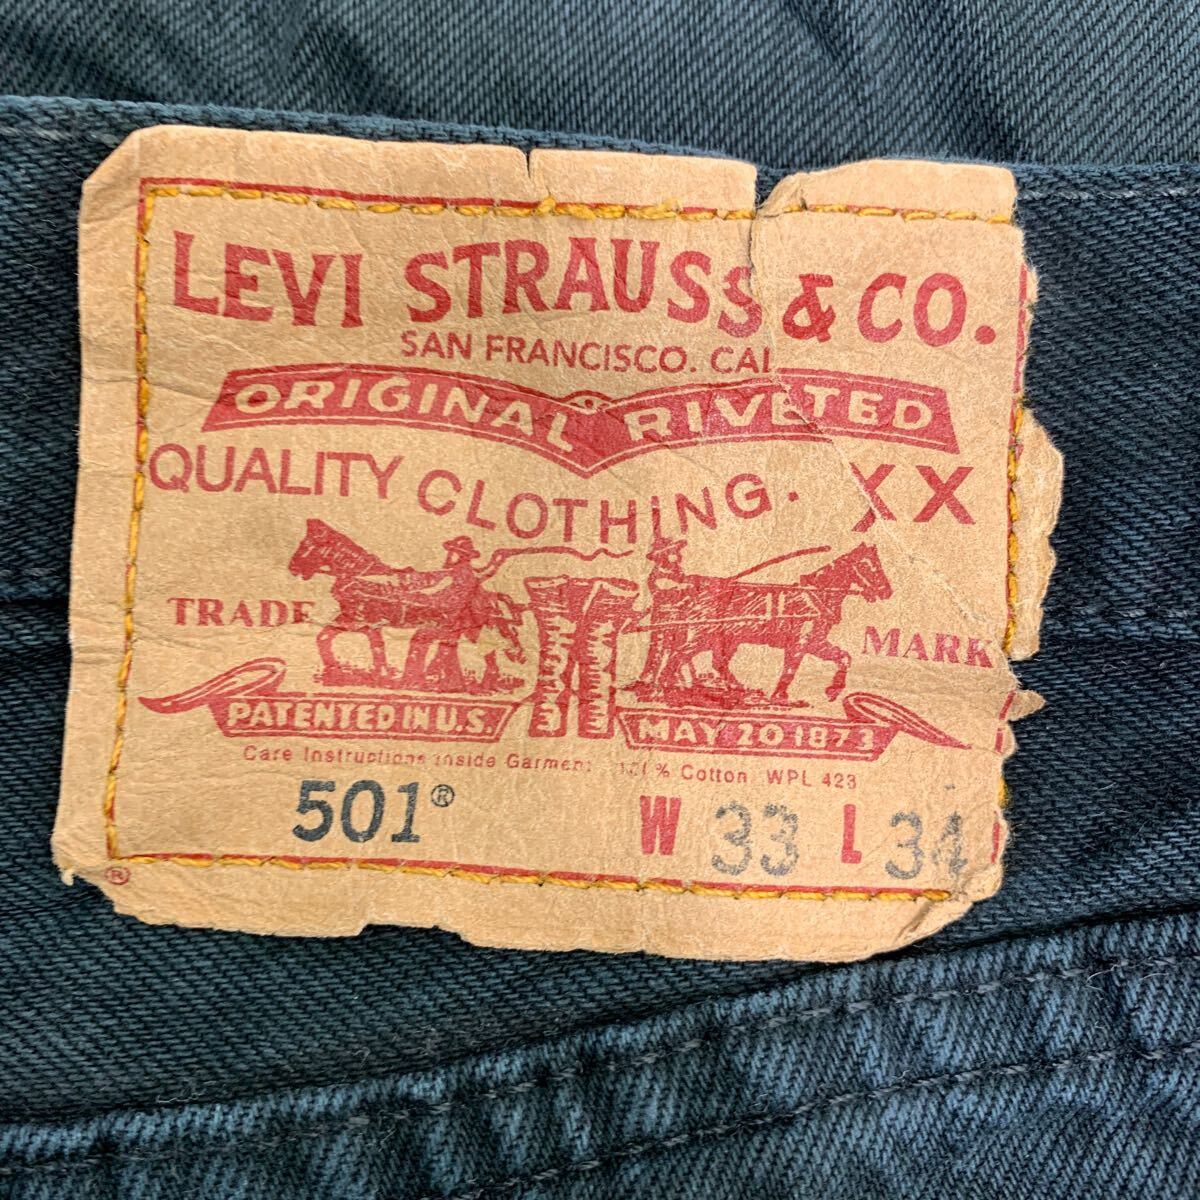 LEVI STRAUSS & CO.
SAN FRANCISCO. CAL
ORIGINAL RIVETED
QUALITY CLOTHING. XX
TRADE MARK
PATENTED IN U.S. MAY 20 1873
Care Instructions inside Garment % Cotton WPL 423
501® W 33 L 34
®